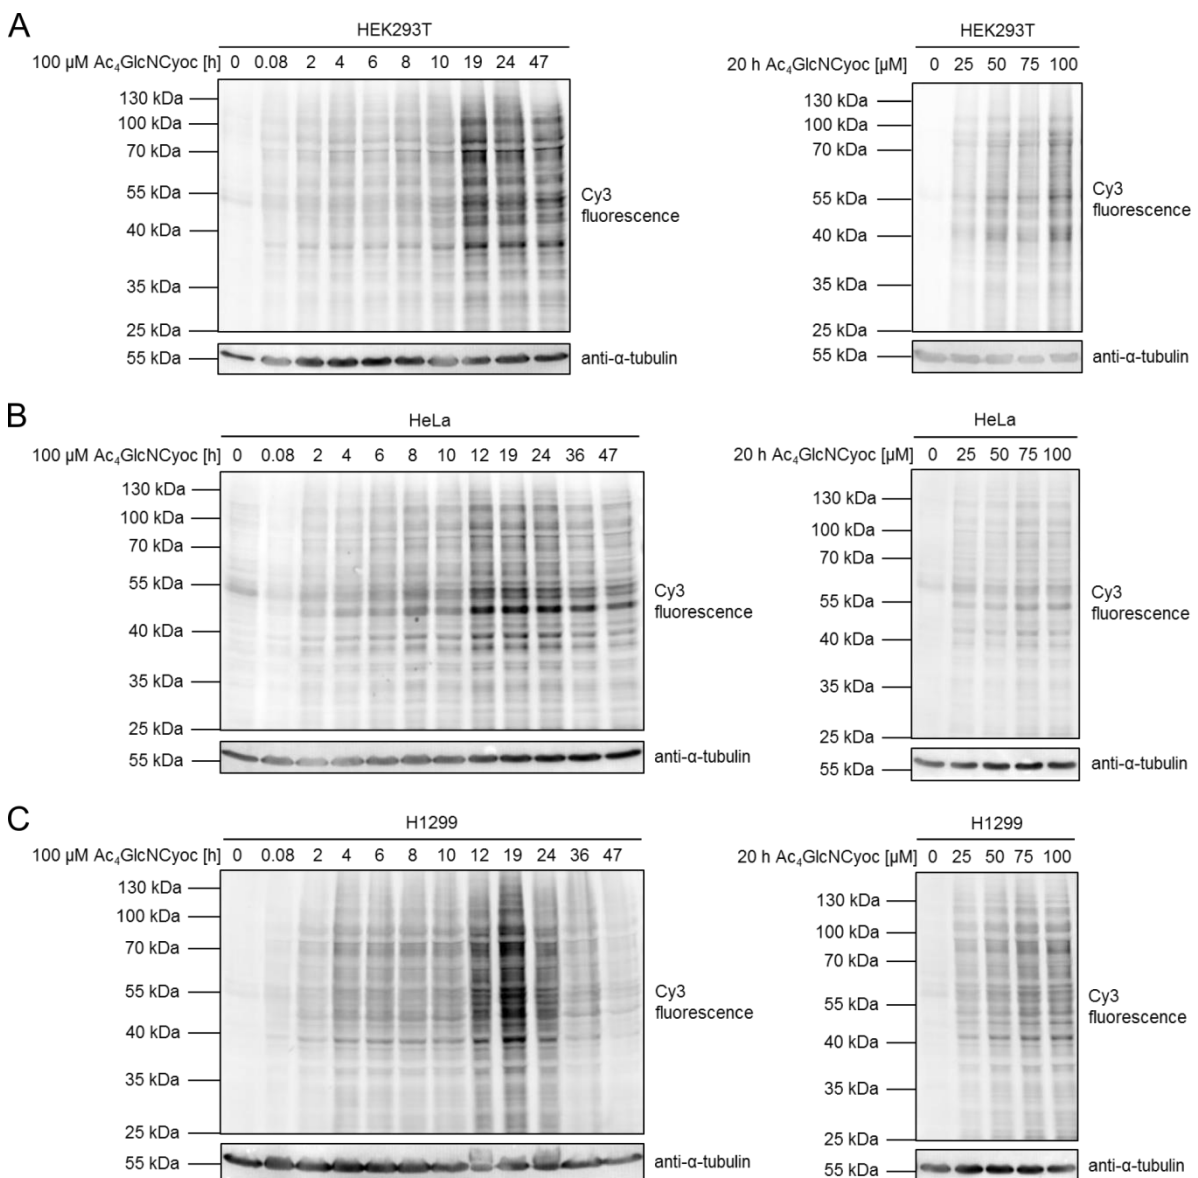 A
HEK293T
100 µM Ac₄GlcNCyoc [h] 0 0.08 2 4 6 8 10 19 24 47
130 kDa
100 kDa
70 kDa
55 kDa
40 kDa
35 kDa
25 kDa
Cy3
fluorescence
55 kDa
anti-α-tubulin
HEK293T
20 h Ac₄GlcNCyoc [µM] 0 25 50 75 100
130 kDa
100 kDa
70 kDa
55 kDa
40 kDa
35 kDa
25 kDa
Cy3
fluorescence
55 kDa
anti-α-tubulin
B
HeLa
100 µM Ac₄GlcNCyoc [h] 0 0.08 2 4 6 8 10 12 19 24 36 47
130 kDa
100 kDa
70 kDa
55 kDa
40 kDa
35 kDa
25 kDa
Cy3
fluorescence
55 kDa
anti-α-tubulin
HeLa
20 h Ac₄GlcNCyoc [µM] 0 25 50 75 100
130 kDa
100 kDa
70 kDa
55 kDa
40 kDa
35 kDa
25 kDa
Cy3
fluorescence
55 kDa
anti-α-tubulin
C
H1299
100 µM Ac₄GlcNCyoc [h] 0 0.08 2 4 6 8 10 12 19 24 36 47
130 kDa
100 kDa
70 kDa
55 kDa
40 kDa
35 kDa
25 kDa
Cy3
fluorescence
55 kDa
anti-α-tubulin
H1299
20 h Ac₄GlcNCyoc [µM] 0 25 50 75 100
130 kDa
100 kDa
70 kDa
55 kDa
40 kDa
35 kDa
25 kDa
Cy3
fluorescence
55 kDa
anti-α-tubulin